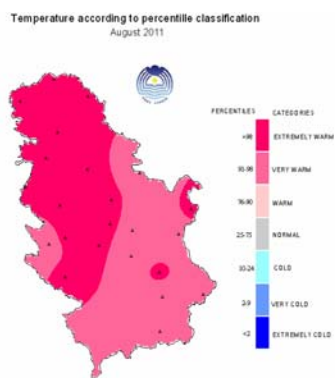 Temperature according to percentille classification
August 2011
PERCENTILES CATEGORIES
>98 EXTREMELY WARM
91-98 VERY WARM
76-90 WARM
25-75 NORMAL
10-24 COLD
2-9 VERY COLD
<2 EXTREMELY COLD